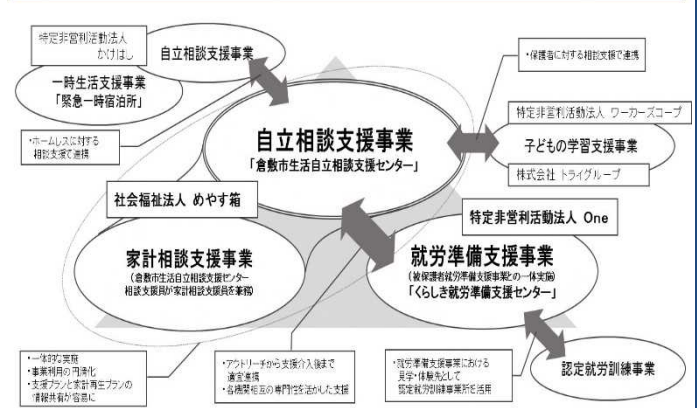 特定非営利活動法人
かけはし
自立相談支援事業
一時生活支援事業
「緊急一時宿泊所」
・ホームレスに対する
相談支援で連携
・保護者に対する相談支援で連携
自立相談支援事業
「倉敷市生活自立相談支援センター」
特定非営利活動法人 ワーカーズコープ
子どもの学習支援事業
株式会社 トライグループ
社会福祉法人 めやす箱
特定非営利活動法人 One
家計相談支援事業
（倉敷市生活自立相談支援センター
相談支援員が家計相談支援員を兼務）
就労準備支援事業
（被保護者就労準備支援事業との一体実施）
「くらしき就労準備支援センター」
・一体的な実施
・事業利用の円滑化
・支援プランと家計再生プランの
情報共有が容易に
・アウトリーチから支援介入後まで
適宜連携
・各機関相互の専門性を活かした支援
・就労準備支援事業における
見学・体験先として
認定就労訓練事業所を活用
認定就労訓練事業